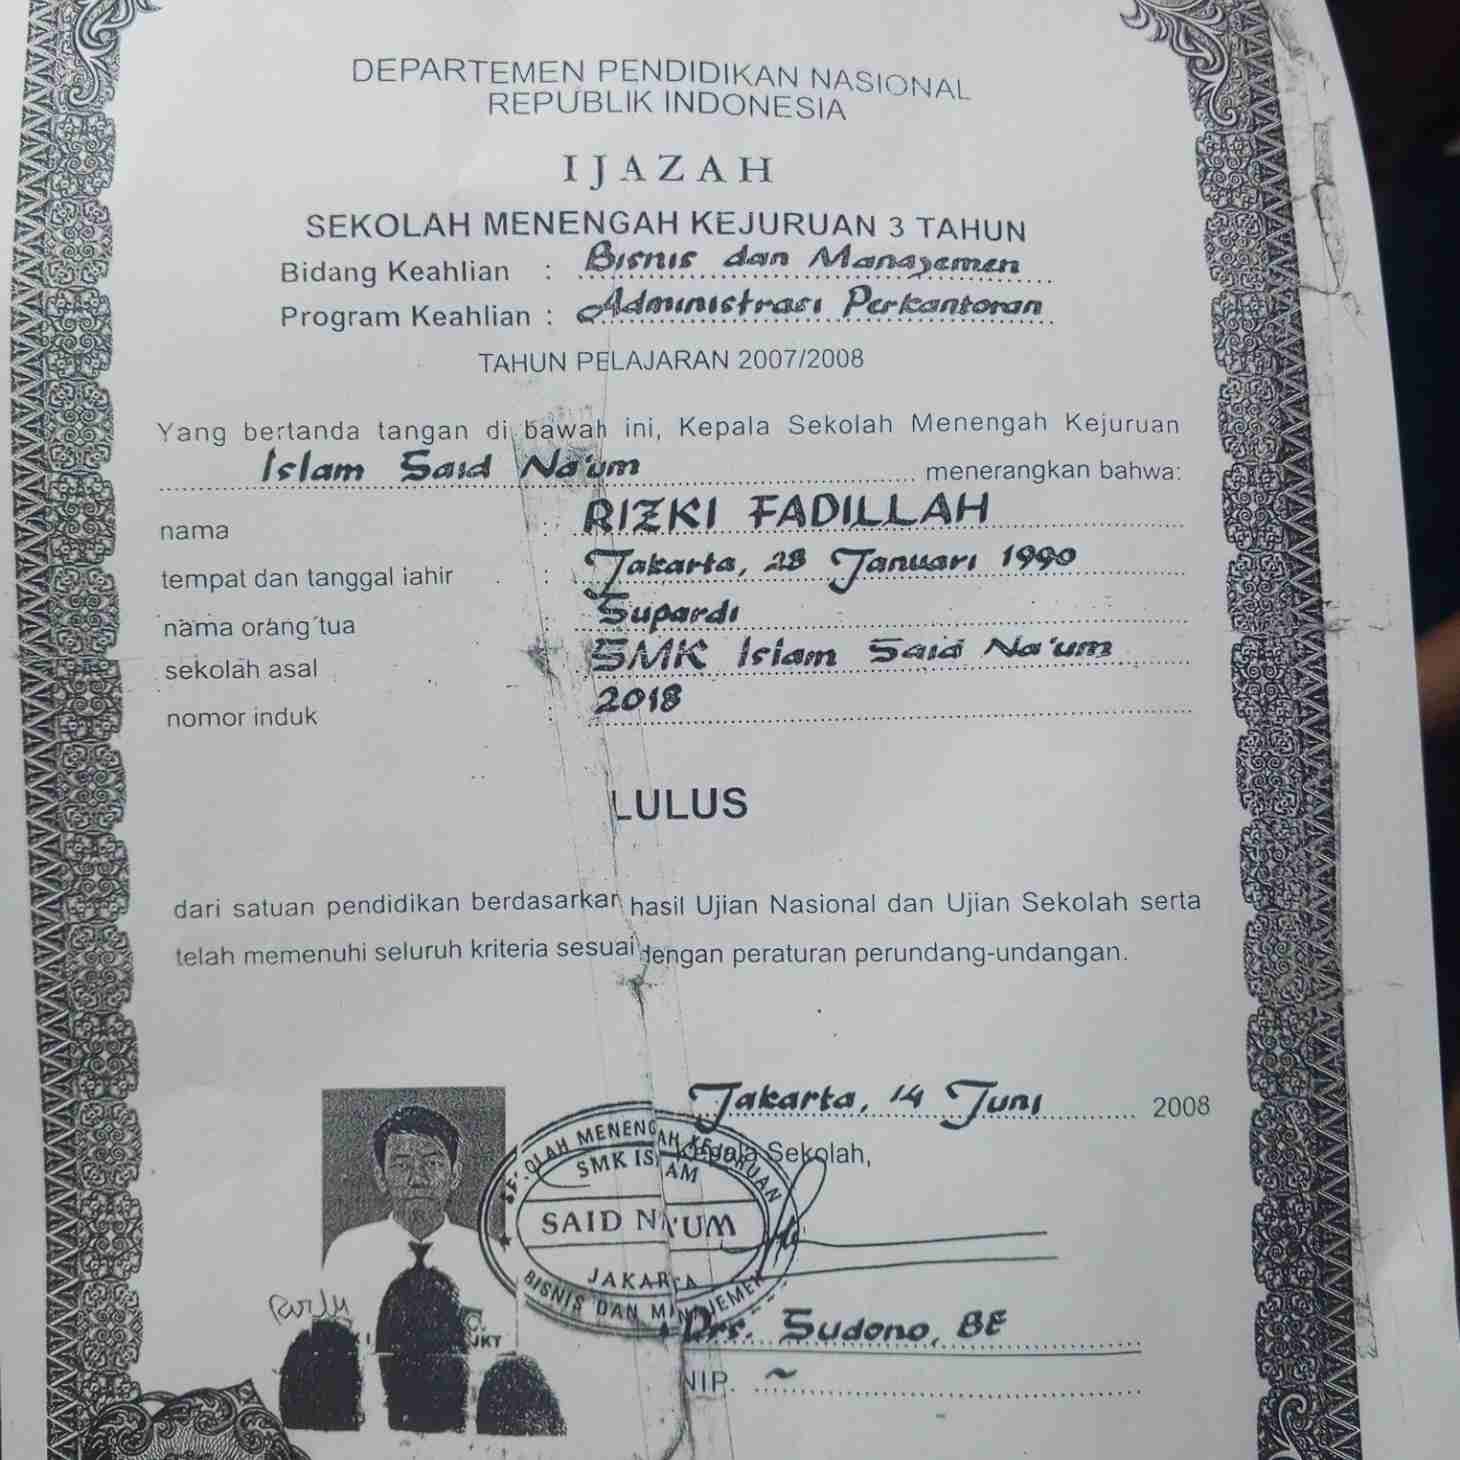 DEPARTEMEN PENDIDIKAN NASIONAL
REPUBLIK INDONESIA
IJAZAH
SEKOLAH MENENGAH KEJURUAN 3 TAHUN
Bidang Keahlian : Bisnis dan Manajemen
Program Keahlian : Administrasi Perkantoran
TAHUN PELAJARAN 2007/2008
Yang bertanda tangan di bawah ini, Kepala Sekolah Menengah Kejuruan
Islam Said Na'um menerangkan bahwa:
nama : RIZKI FADILLAH
tempat dan tanggal iahir : Jakarta, 28 Januari 1990
nama orang tua : Supardi
sekolah asal : SMK Islam Said Na'um
nomor induk : 2018
LULUS
dari satuan pendidikan berdasarkan hasil Ujian Nasional dan Ujian Sekolah serta
telah memenuhi seluruh kriteria sesuai dengan peraturan perundang-undangan.
Jakarta, 14 Juni 2008
Kepala Sekolah,
SEKOLAH MENENGAH KEJURUAN
SMK ISLAM
SAID NA'UM
JAKARTA
BISNIS DAN MANAJEMEN
JKT
Drs. Sudono, BE
NIP. ~